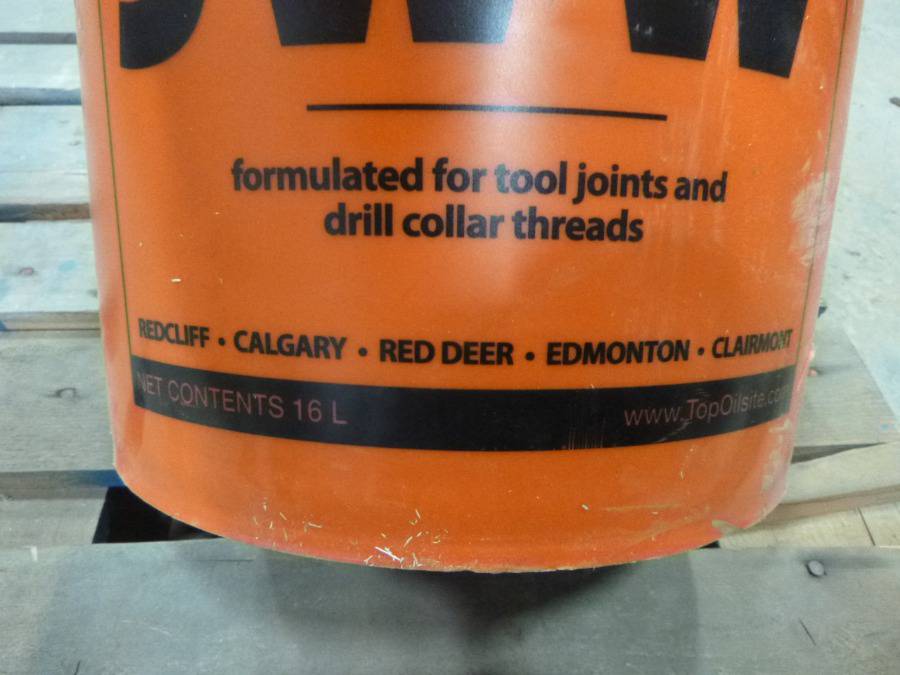 formulated for tool joints and
drill collar threads
REDCLIFF • CALGARY • RED DEER • EDMONTON • CLAIRMONT
NET CONTENTS 16 L
www.TopOilsite.com